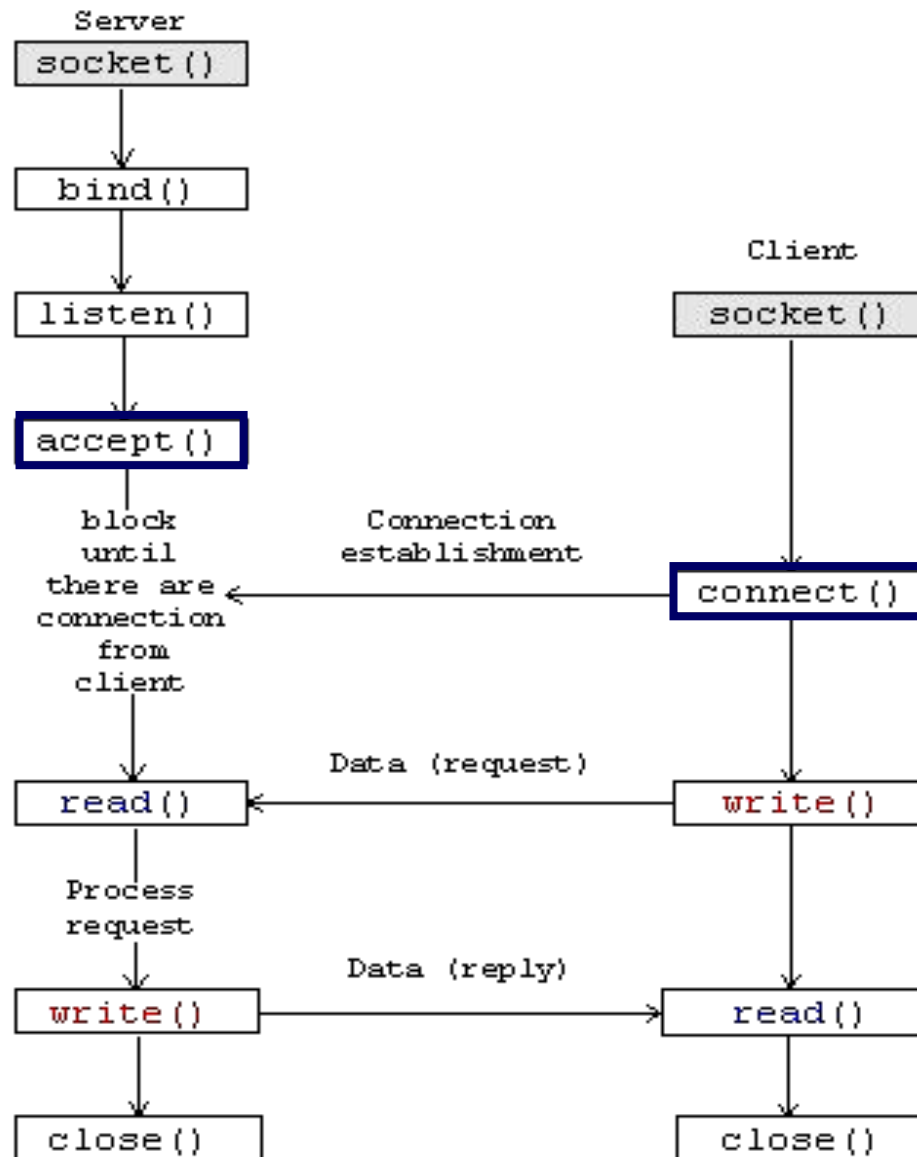 Server
socket()
bind()
listen()
accept()
block
until
there are
connection
from
client
read()
Process
request
write()
close()
Connection
establishment
Data (request)
Data (reply)
Client
socket()
connect()
write()
read()
close()